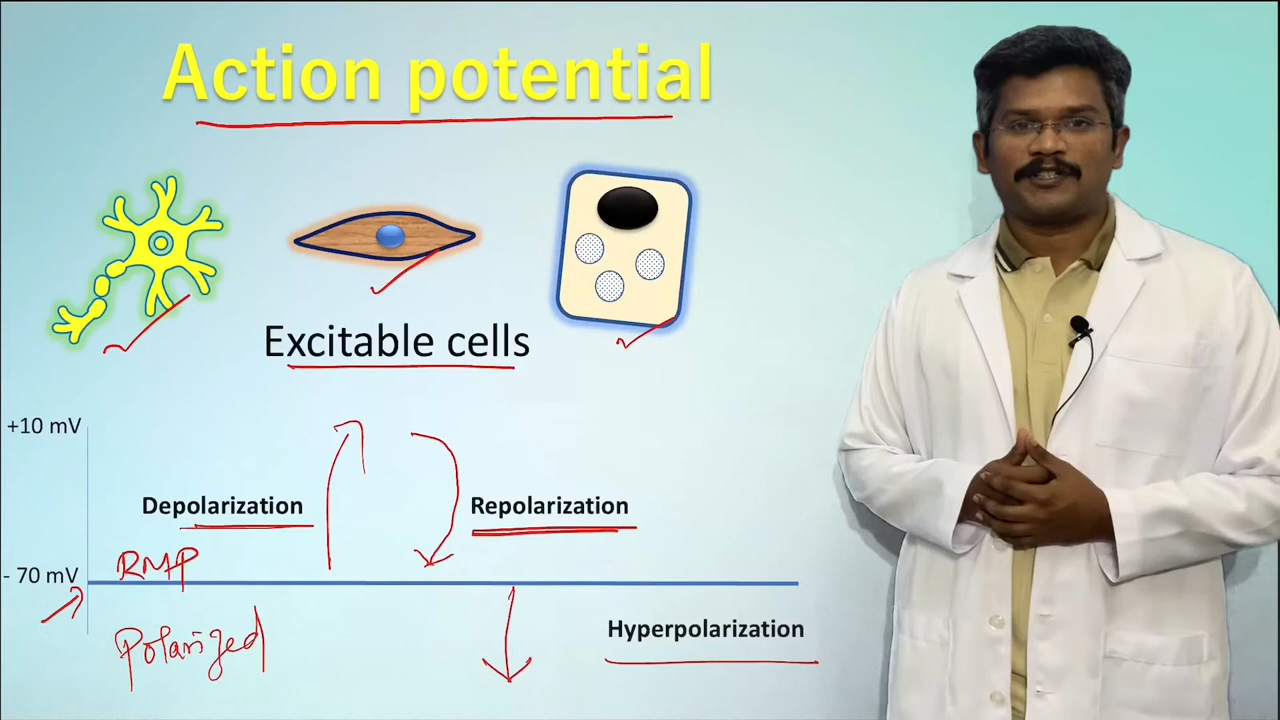 Action potential
Excitable cells
+10 mV
Depolarization
Repolarization
RMP
- 70 mV
Hyperpolarization
Polarized